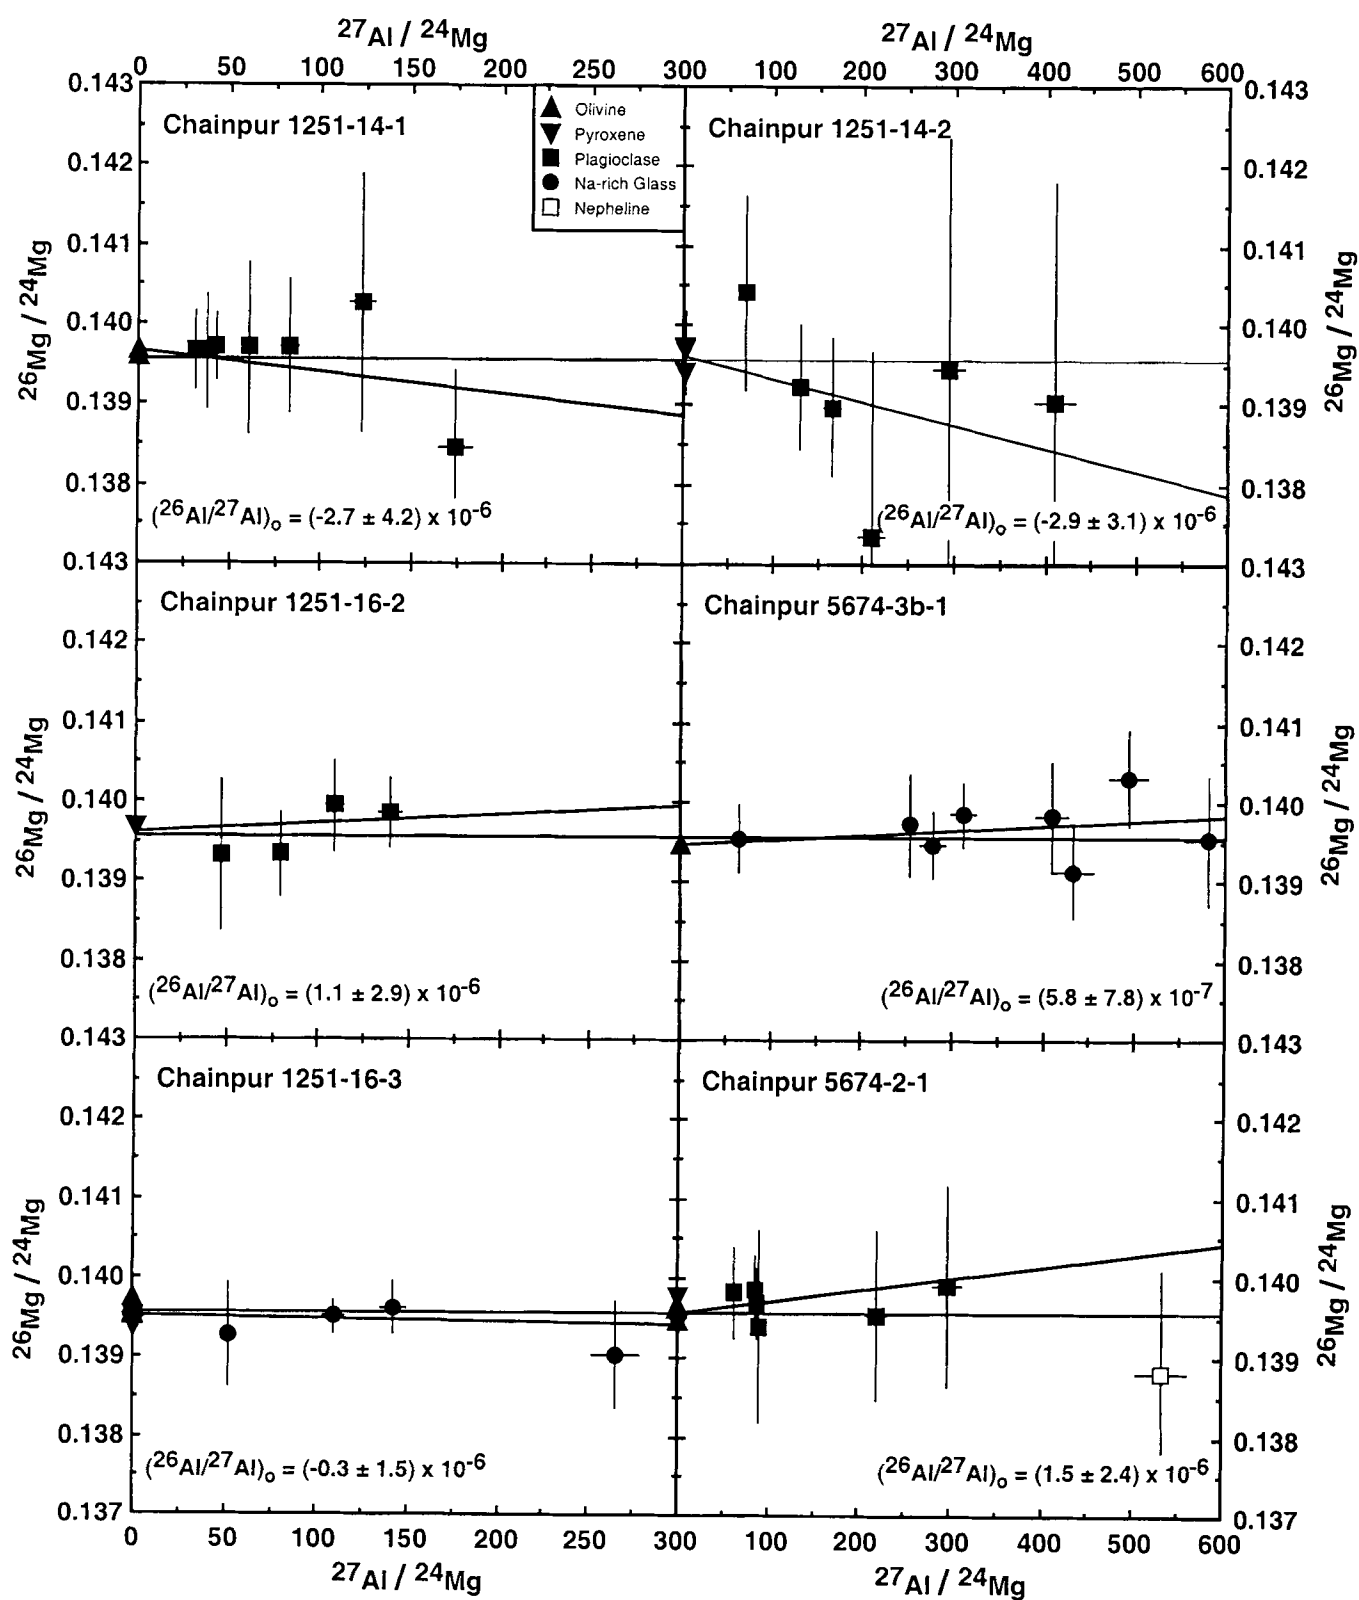 27Al / 24Mg
27Al / 24Mg
0 50 100 150 200 250 300 100 200 300 400 500 600
0.143
0.143
Olivine
Pyroxene
Plagioclase
Na-rich Glass
Nepheline
Chainpur 1251-14-1
Chainpur 1251-14-2
0.142
0.142
0.141
0.141
0.140
0.140
0.139
0.139
0.138
0.138
26Mg / 24Mg
26Mg / 24Mg
(26Al/27Al)o = (-2.7 ± 4.2) x 10-6
(26Al/27Al)o = (-2.9 ± 3.1) x 10-6
0.143
0.143
Chainpur 1251-16-2
Chainpur 5674-3b-1
0.142
0.142
0.141
0.141
0.140
0.140
0.139
0.139
0.138
0.138
26Mg / 24Mg
26Mg / 24Mg
(26Al/27Al)o = (1.1 ± 2.9) x 10-6
(26Al/27Al)o = (5.8 ± 7.8) x 10-7
0.143
0.143
Chainpur 1251-16-3
Chainpur 5674-2-1
0.142
0.142
0.141
0.141
0.140
0.140
0.139
0.139
0.138
0.138
26Mg / 24Mg
26Mg / 24Mg
(26Al/27Al)o = (-0.3 ± 1.5) x 10-6
(26Al/27Al)o = (1.5 ± 2.4) x 10-6
0.137
0.137
0 50 100 150 200 300 100 200 300 400 500 600
27Al / 24Mg
27Al / 24Mg